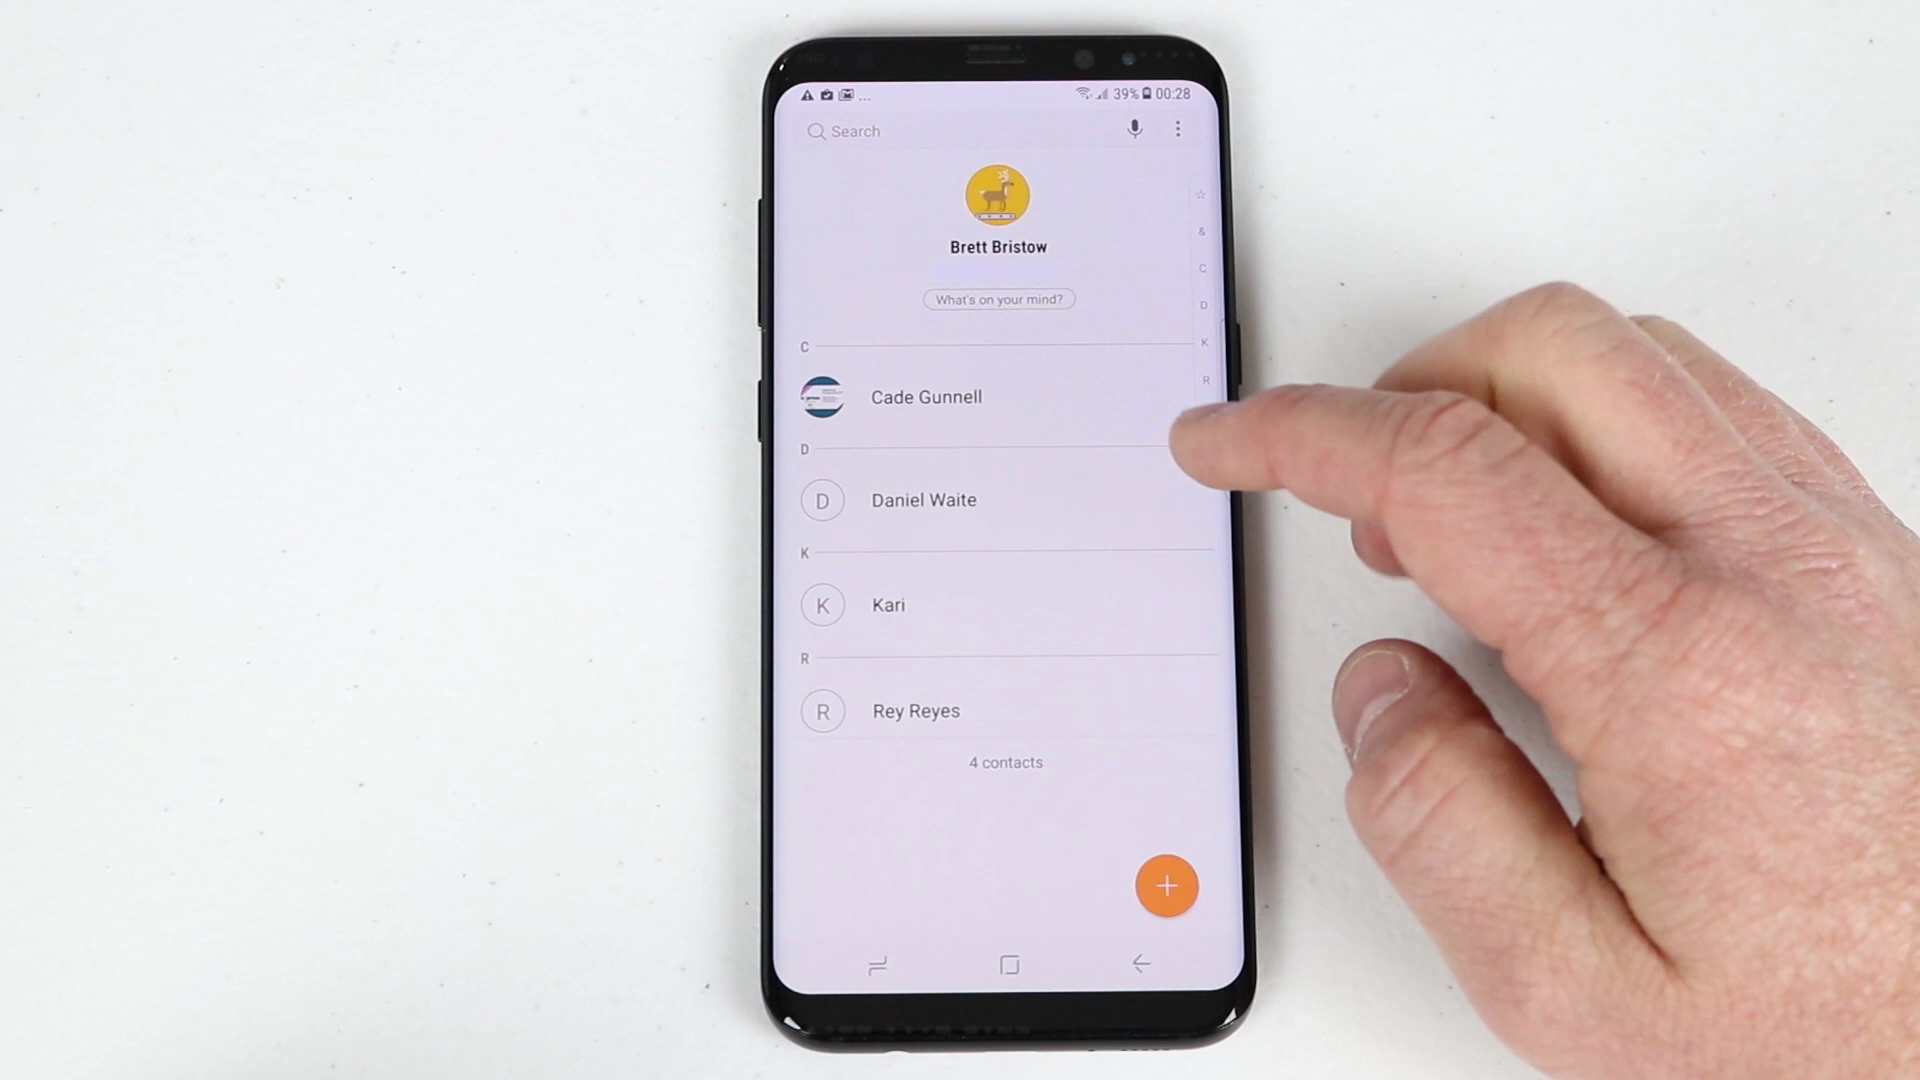 39% 00:28
Search
Brett Bristow
What's on your mind?
&
C
D
K
R
C
Cade Gunnell
D
D Daniel Waite
K
K Kari
R
R Rey Reyes
4 contacts
+